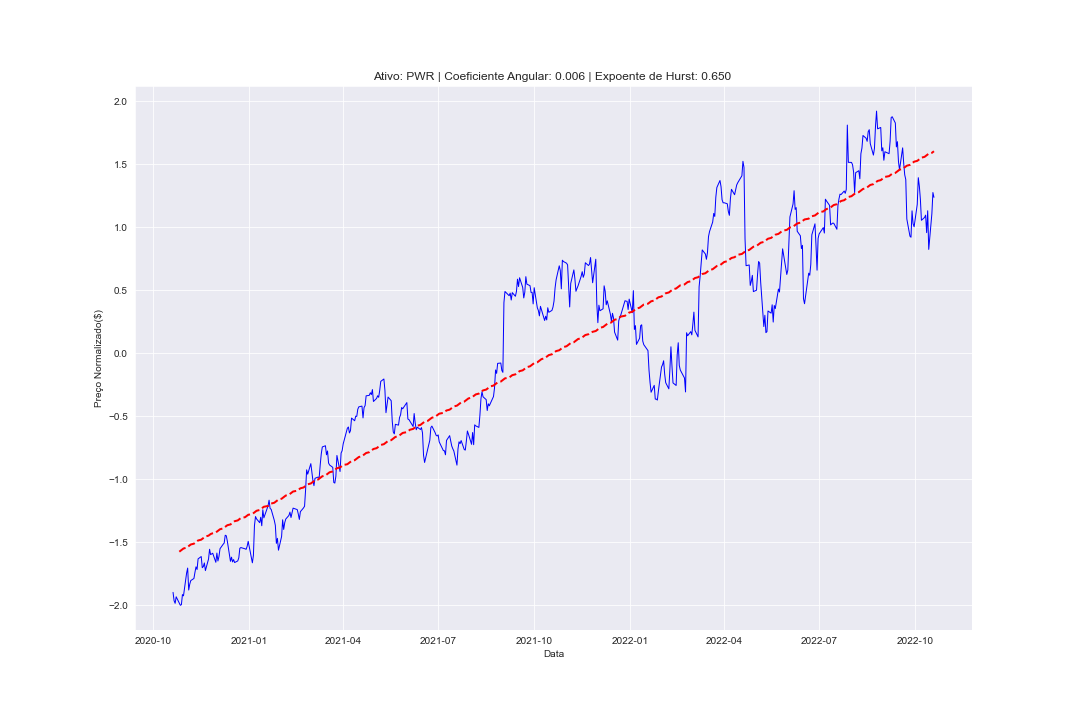 Ativo: PWR | Coeficiente Angular: 0.006 | Expoente de Hurst: 0.650
2.0
1.5
1.0
0.5
0.0
−0.5
−1.0
−1.5
−2.0
Preço Normalizado($)
2020-10 2021-01 2021-04 2021-07 2021-10 2022-01 2022-04 2022-07 2022-10
Data